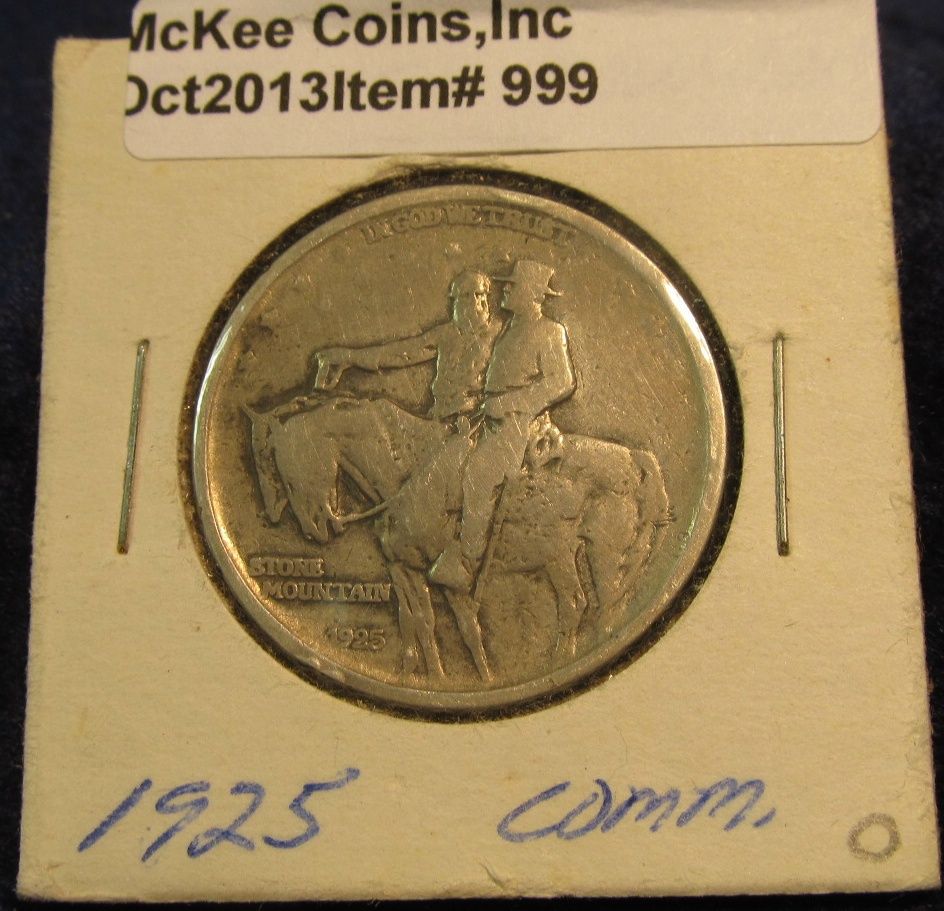 McKee Coins,Inc
Oct2013Item# 999
IN GOD WE TRUST
STONE
MOUNTAIN
1925
1925 comm.
O